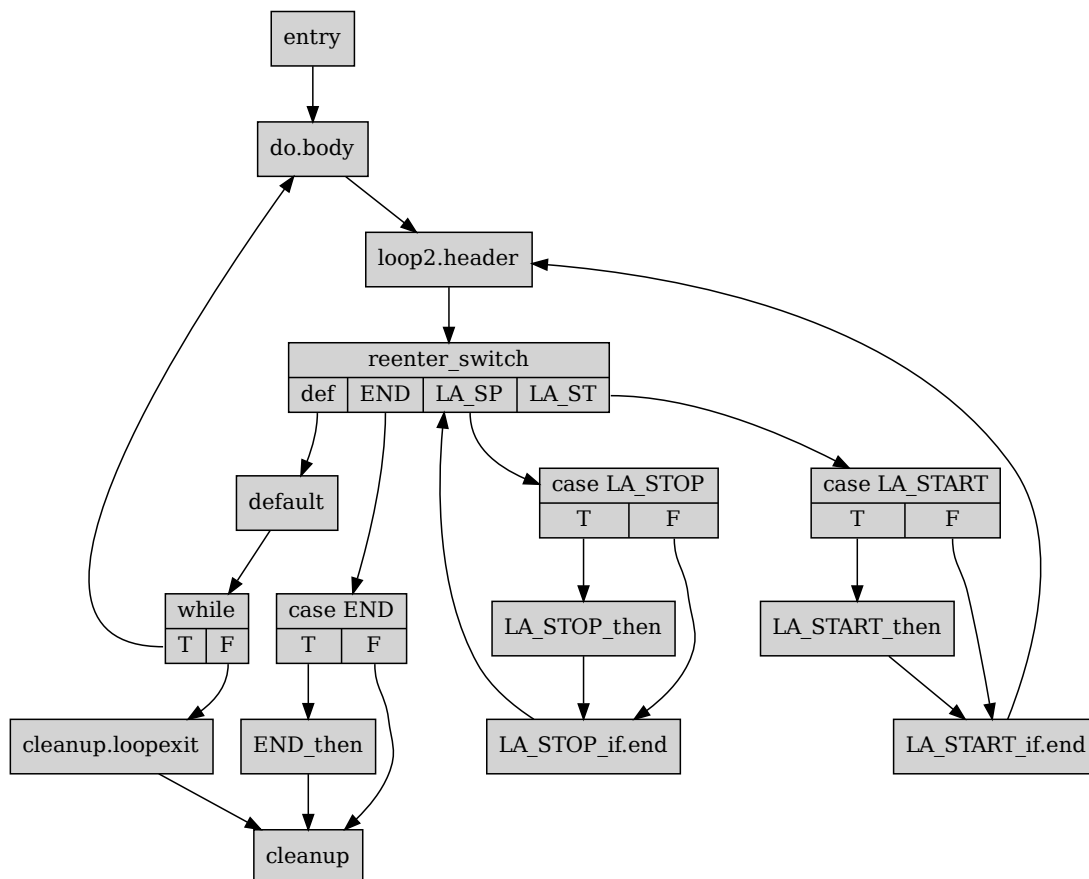 entry
do.body
loop2.header
reenter_switch
def END LA_SP LA_ST
case LA_STOP
T F
case LA_START
T F
default
while
T F
case END
T F
LA_STOP_then
LA_START_then
cleanup.loopexit
END_then
LA_STOP_if.end
LA_START_if.end
cleanup